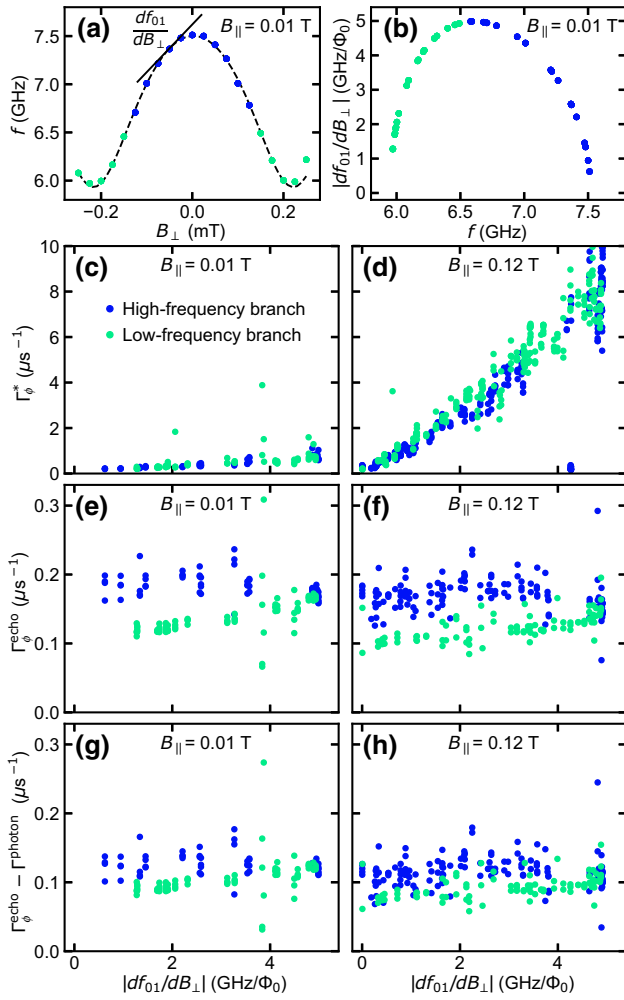 (a)
df₀₁
dB⊥
B|| = 0.01 T
7.5
7.0
6.5
6.0
f
(GHz)
−0.2
0.0
0.2
B⊥ (mT)
(b)
B|| = 0.01 T
5
4
3
2
1
0
|df₀₁/dB⊥| (GHz/Φ₀)
6.0
6.5
7.0
7.5
f (GHz)
(c)
B|| = 0.01 T
High-frequency branch
Low-frequency branch
10
8
6
4
2
0
Γ*ϕ (μs⁻¹)
(d)
B|| = 0.12 T
(e)
B|| = 0.01 T
0.3
0.2
0.1
0.0
Γϕ^echo (μs⁻¹)
(f)
B|| = 0.12 T
(g)
B|| = 0.01 T
0.3
0.2
0.1
0.0
Γϕ^echo − Γ^photon (μs⁻¹)
0
2
4
|df₀₁/dB⊥| (GHz/Φ₀)
(h)
B|| = 0.12 T
0
2
4
|df₀₁/dB⊥| (GHz/Φ₀)